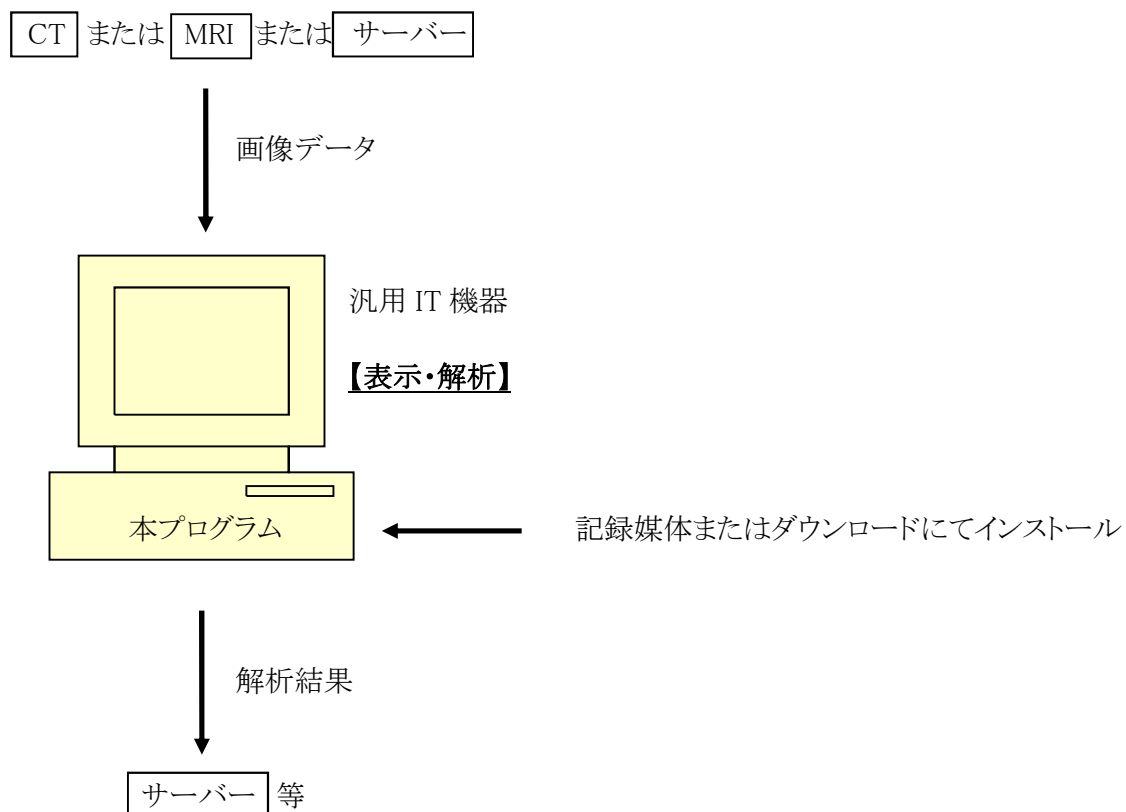 CT または MRI または サーバー
画像データ
汎用 IT 機器
【表示・解析】
本プログラム
記録媒体またはダウンロードにてインストール
解析結果
サーバー 等